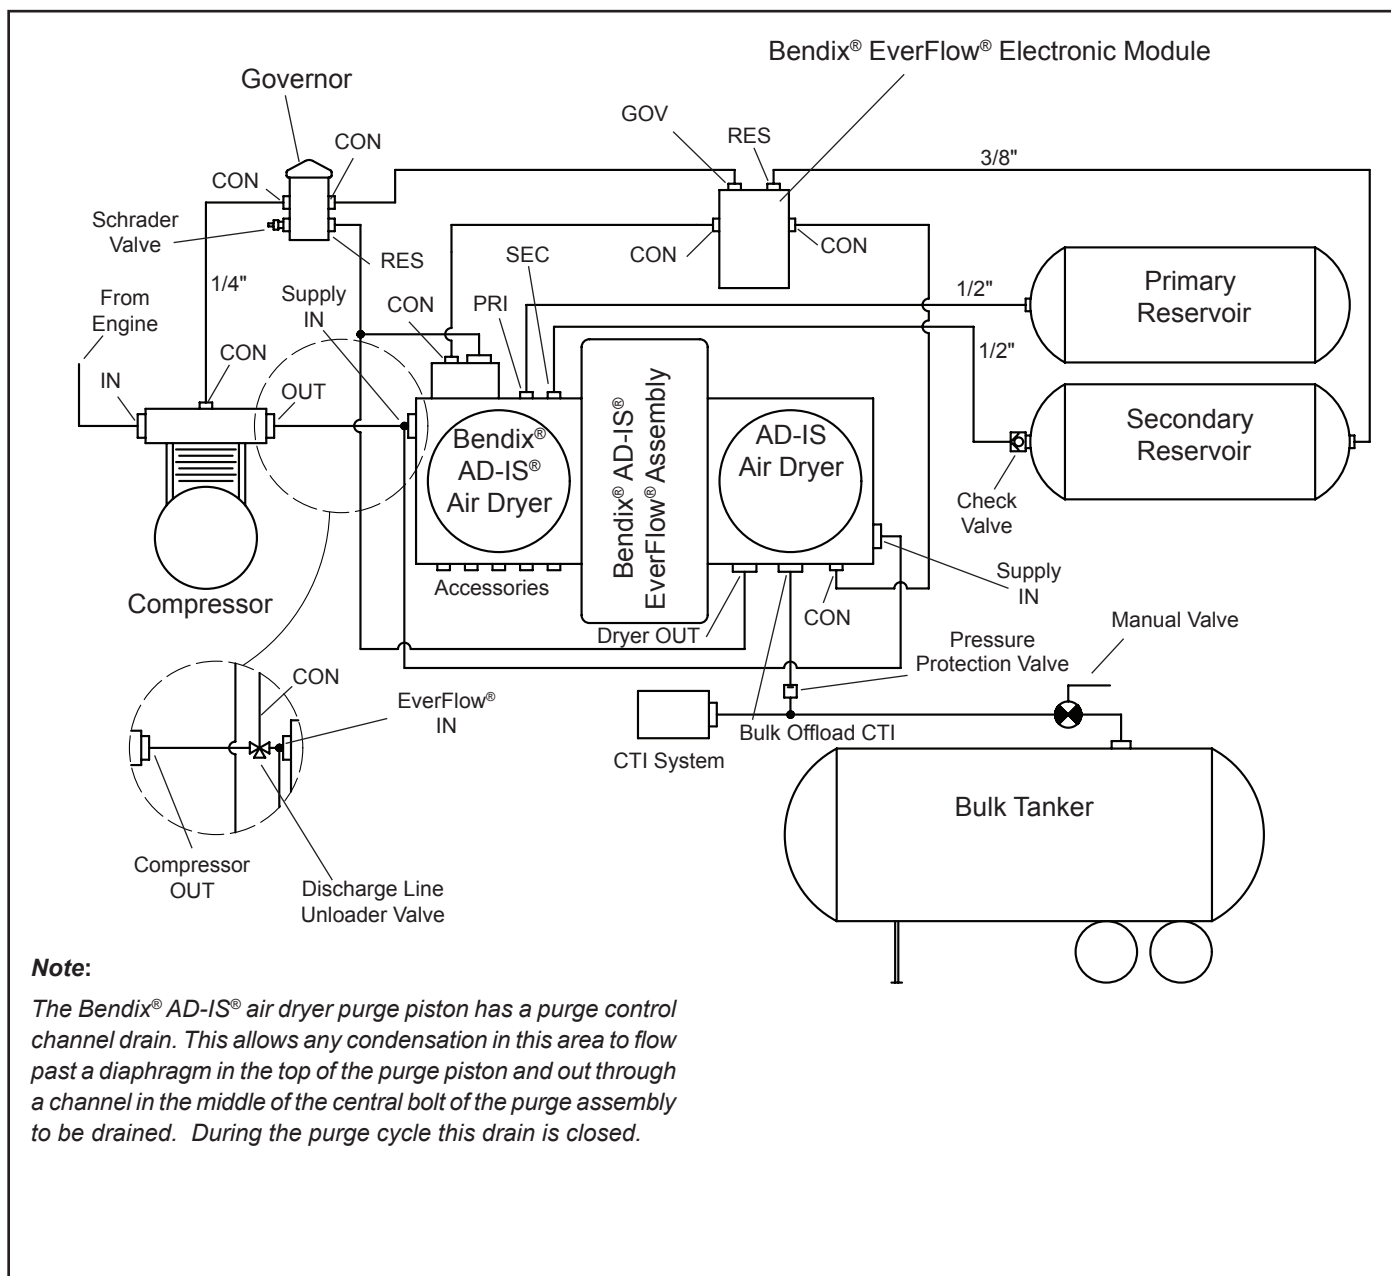 Bendix® EverFlow® Electronic Module
Governor
GOV
RES
CON
3/8"
CON
Schrader
Valve
RES
CON
CON
SEC
1/4"
Supply
IN
From
Engine
CON
PRI
1/2"
Primary
Reservoir
1/2"
CON
IN
OUT
Bendix®
AD-IS®
Air Dryer
Bendix® AD-IS®
EverFlow® Assembly
AD-IS
Air Dryer
Secondary
Reservoir
Check
Valve
Accessories
Compressor
Supply
IN
CON
Dryer OUT
Manual Valve
Pressure
Protection Valve
CON
EverFlow®
IN
Bulk Offload CTI
CTI System
Bulk Tanker
Compressor
OUT
Discharge Line
Unloader Valve
Note:
The Bendix® AD-IS® air dryer purge piston has a purge control
channel drain. This allows any condensation in this area to flow
past a diaphragm in the top of the purge piston and out through
a channel in the middle of the central bolt of the purge assembly
to be drained.  During the purge cycle this drain is closed.